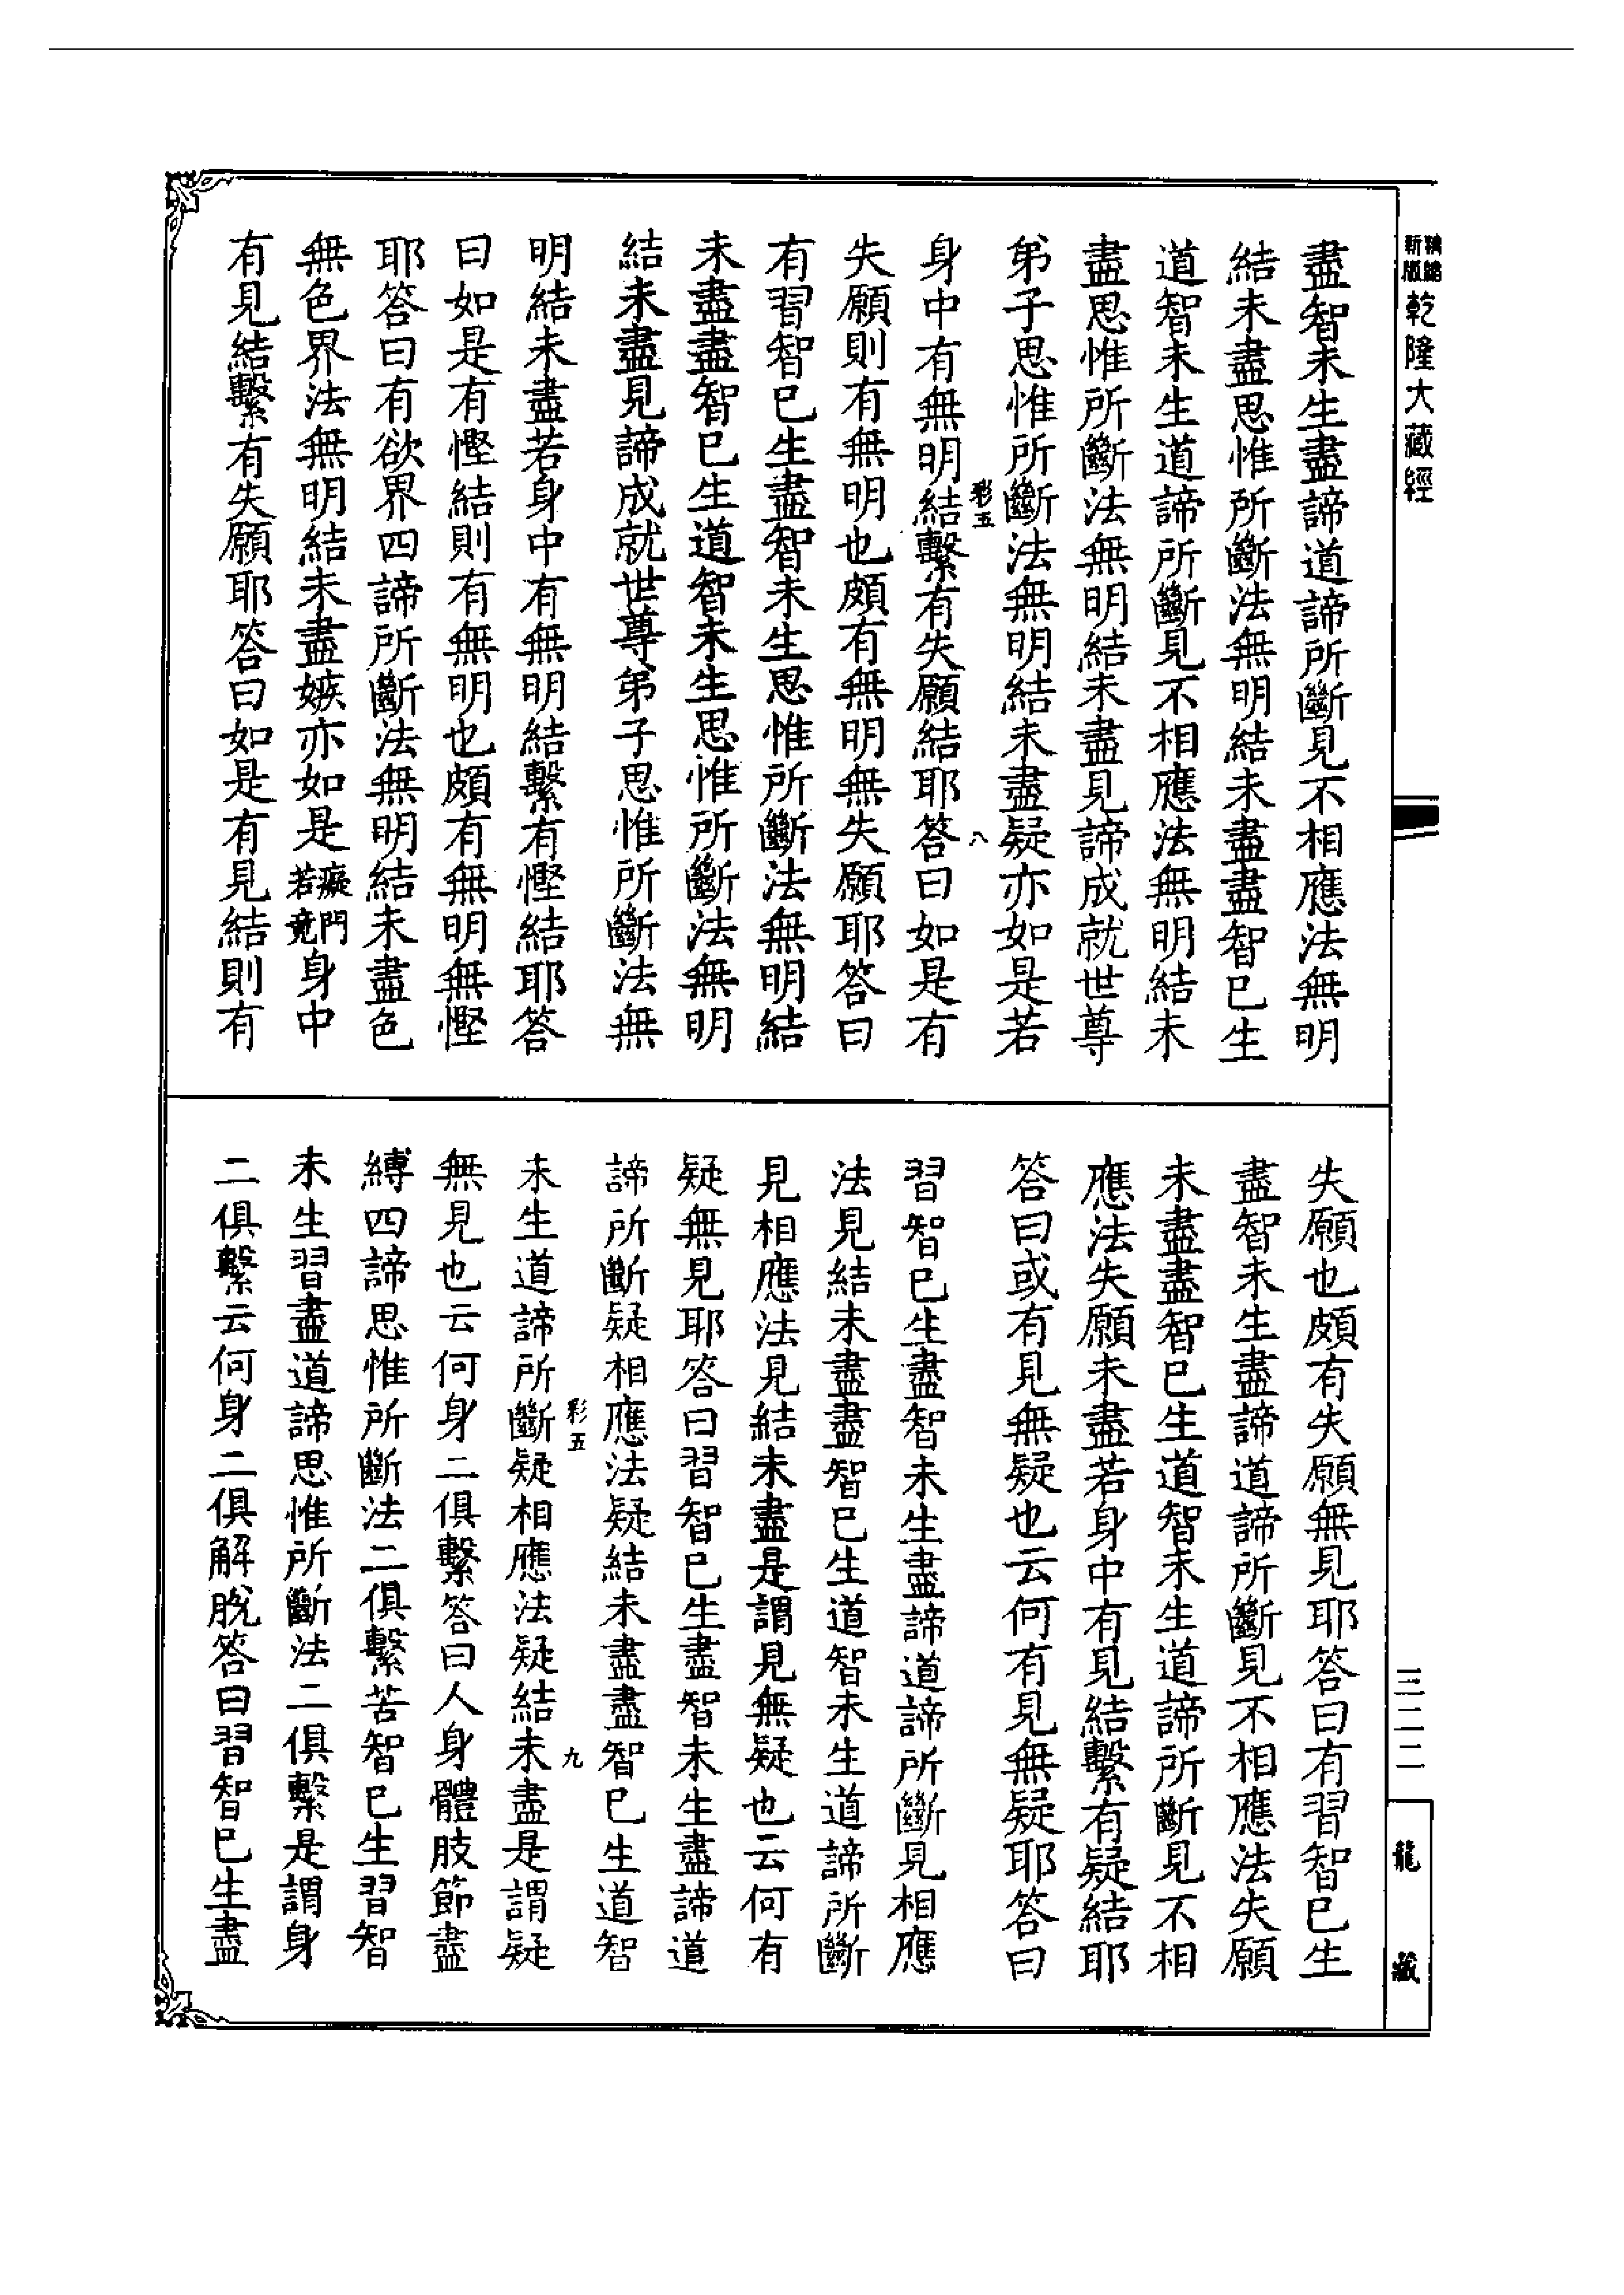 精縮新版乾隆大藏經
盡智未生盡諦道諦所斷見不相應法無明
結未盡思惟所斷法無明結未盡盡智已生
道智未生道諦所斷見不相應法無明結未
盡思惟所斷法無明結未盡見諦成就世尊
弟子思惟所斷法無明結未盡疑亦如是若
彩五
八
身中有無明結繫有失願結耶答曰如是有
失願則有無明也頗有無明無失願耶答曰
有習智已生盡智未生思惟所斷法無明結
未盡盡智已生道智未生思惟所斷法無明
結未盡見諦成就世尊弟子思惟所斷法無
明結未盡若身中有無明結繫有慳結耶答
曰如是有慳結則有無明也頗有無明無慳
耶答曰有欲界四諦所斷法無明結未盡色
無色界法無明結未盡嫉亦如是癡門若竟身中
有見結繫有失願耶答曰如是有見結則有
失願也頗有失願無見耶答曰有習智已生
盡智未生盡諦道諦所斷見不相應法失願
未盡盡智已生道智未生道諦所斷見不相
應法失願未盡若身中有見結繫有疑結耶
答曰或有見無疑也云何有見無疑耶答曰
習智已生盡智未生盡諦道諦所斷見相應
法見結未盡盡智已生道智未生道諦所斷
見相應法見結未盡是謂見無疑也云何有
疑無見耶答曰習智已生盡智未生盡諦道
諦所斷疑相應法疑結未盡盡智已生道智
彩五
九
未生道諦所斷疑相應法疑結未盡是謂疑
無見也云何身二俱繫答曰人身體肢節盡
縛四諦思惟所斷法二俱繫苦智已生習智
未生習盡道諦思惟所斷法二俱繫是謂身
二俱繫云何身二俱解脫答曰習智已生盡
三二二
龍藏